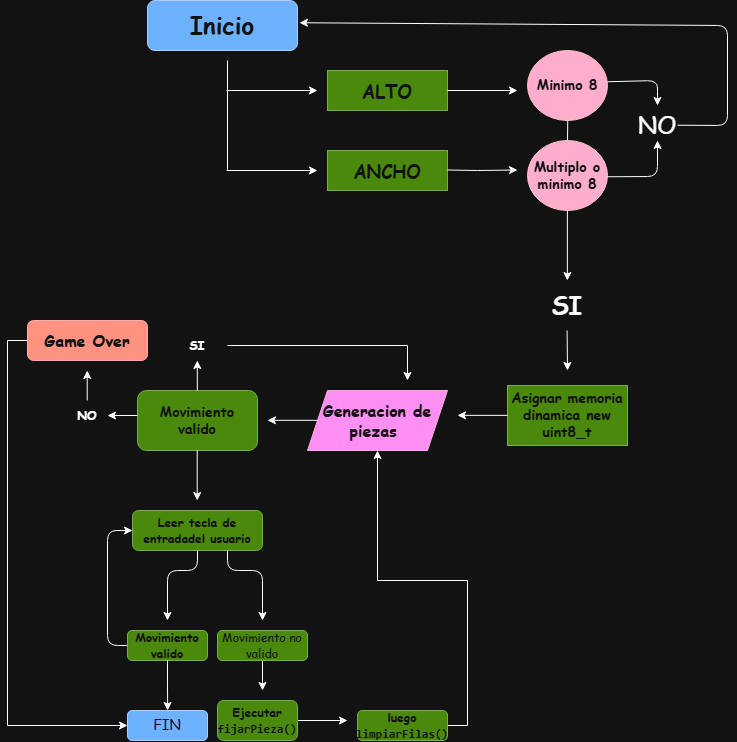 Inicio
ALTO
Minimo 8
NO
ANCHO
Multiplo o
minimo 8
SI
Game Over
SI
Asignar memoria
dinamica new
uint8_t
NO
Movimiento
valido
Generacion de
piezas
Leer tecla de
entradadel usuario
Movimiento
valido
Movimiento no
valido
FIN
Ejecutar
fijarPieza()
luego
limpiarFilas()